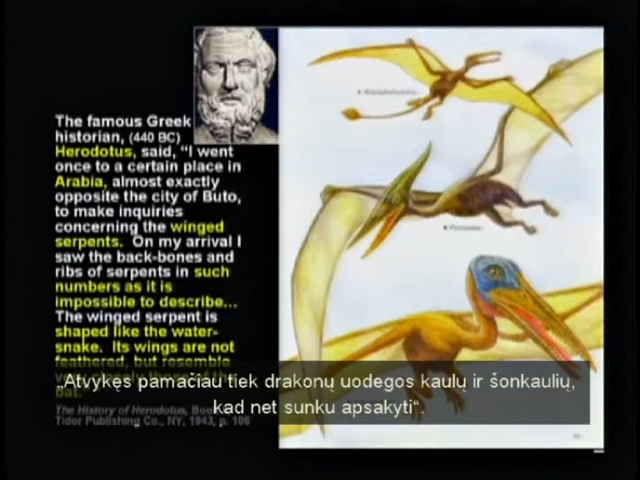 The famous Greek
historian, (440 BC)
Herodotus, said, “I went
once to a certain place in
Arabia, almost exactly
opposite the city of Buto,
to make inquiries
concerning the winged
serpents. On my arrival I
saw the back-bones and
ribs of serpents in such
numbers as it is
impossible to describe...
The winged serpent is
shaped like the water-
snake. Its wings are not
feathered, but resemble
bat.”
The History of Herodotus,
Tidor Publishing Co., NY, 1943, p. 106
„Atvykęs pamačiau tiek drakonų uodegos kaulų ir šonkaulių,
kad net sunku apsakyti“.